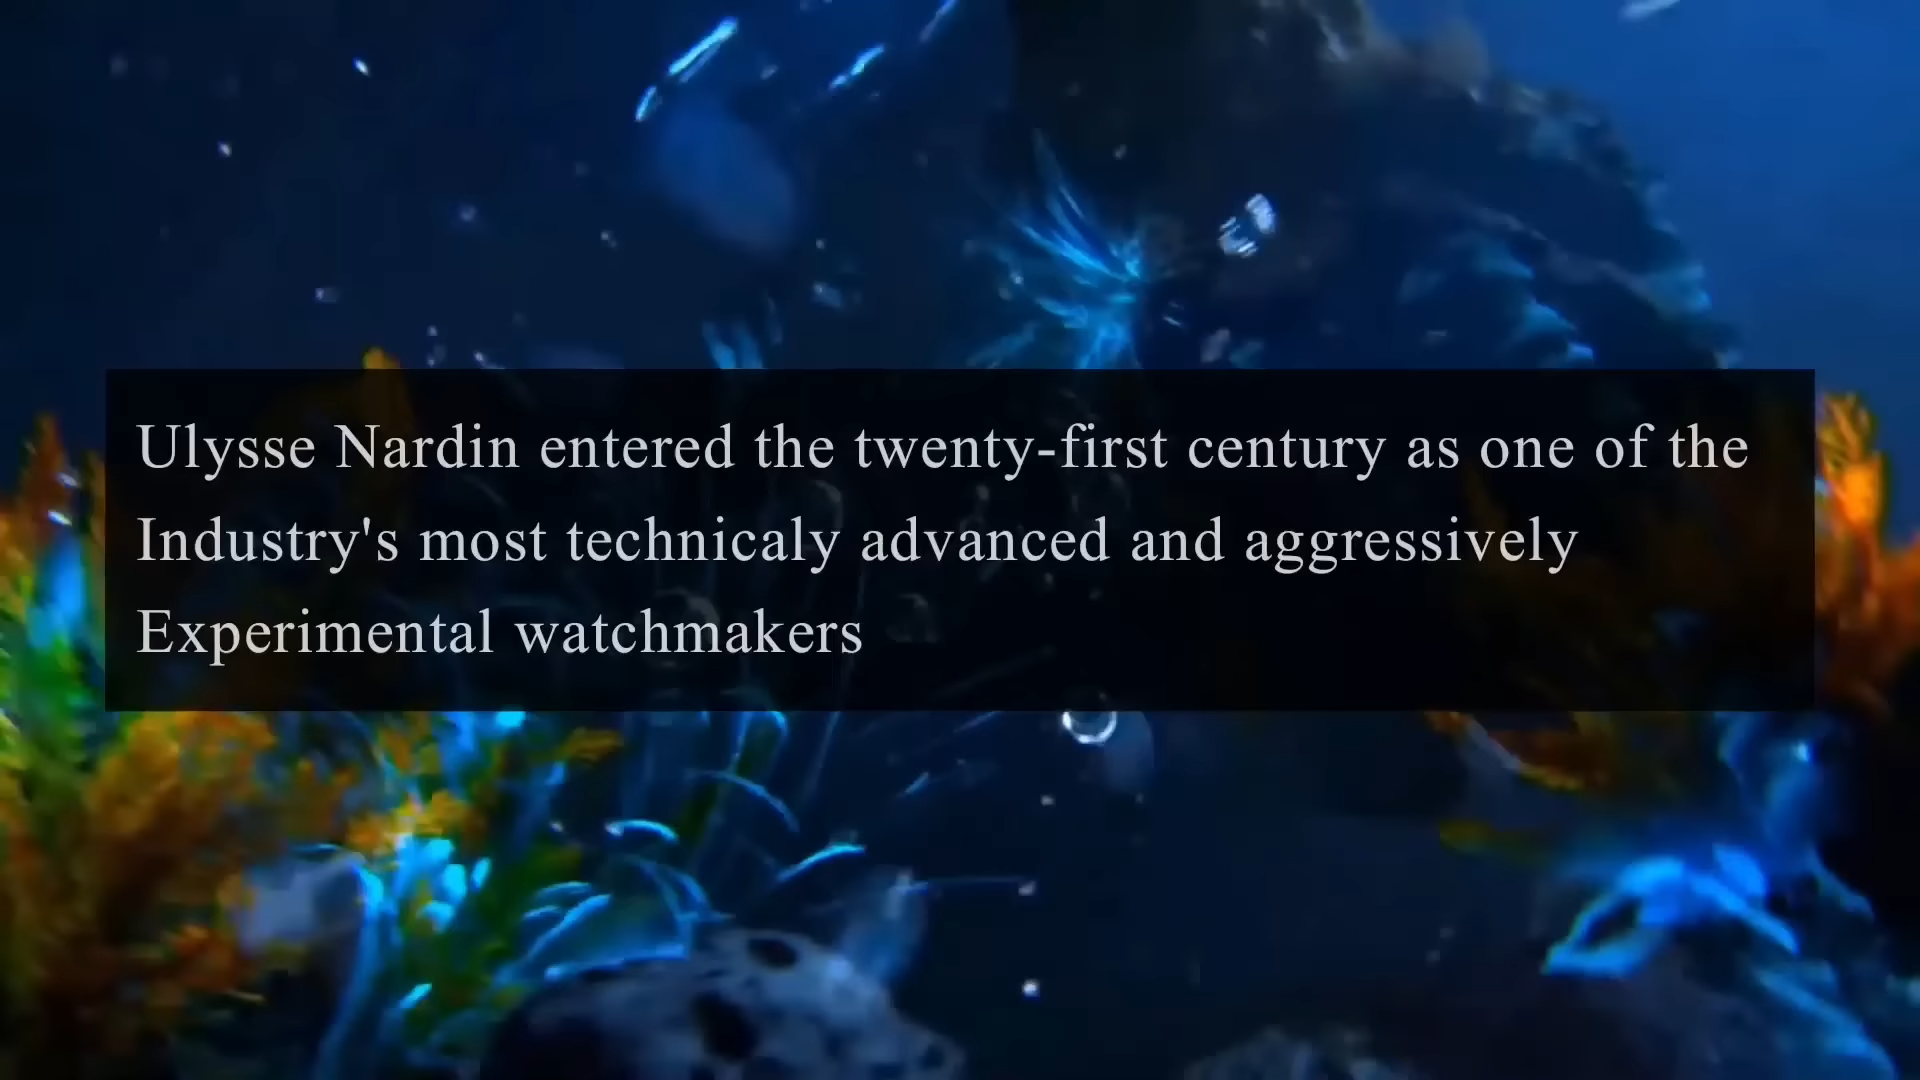 Ulysse Nardin entered the twenty-first century as one of the
Industry's most technicaly advanced and aggressively
Experimental watchmakers